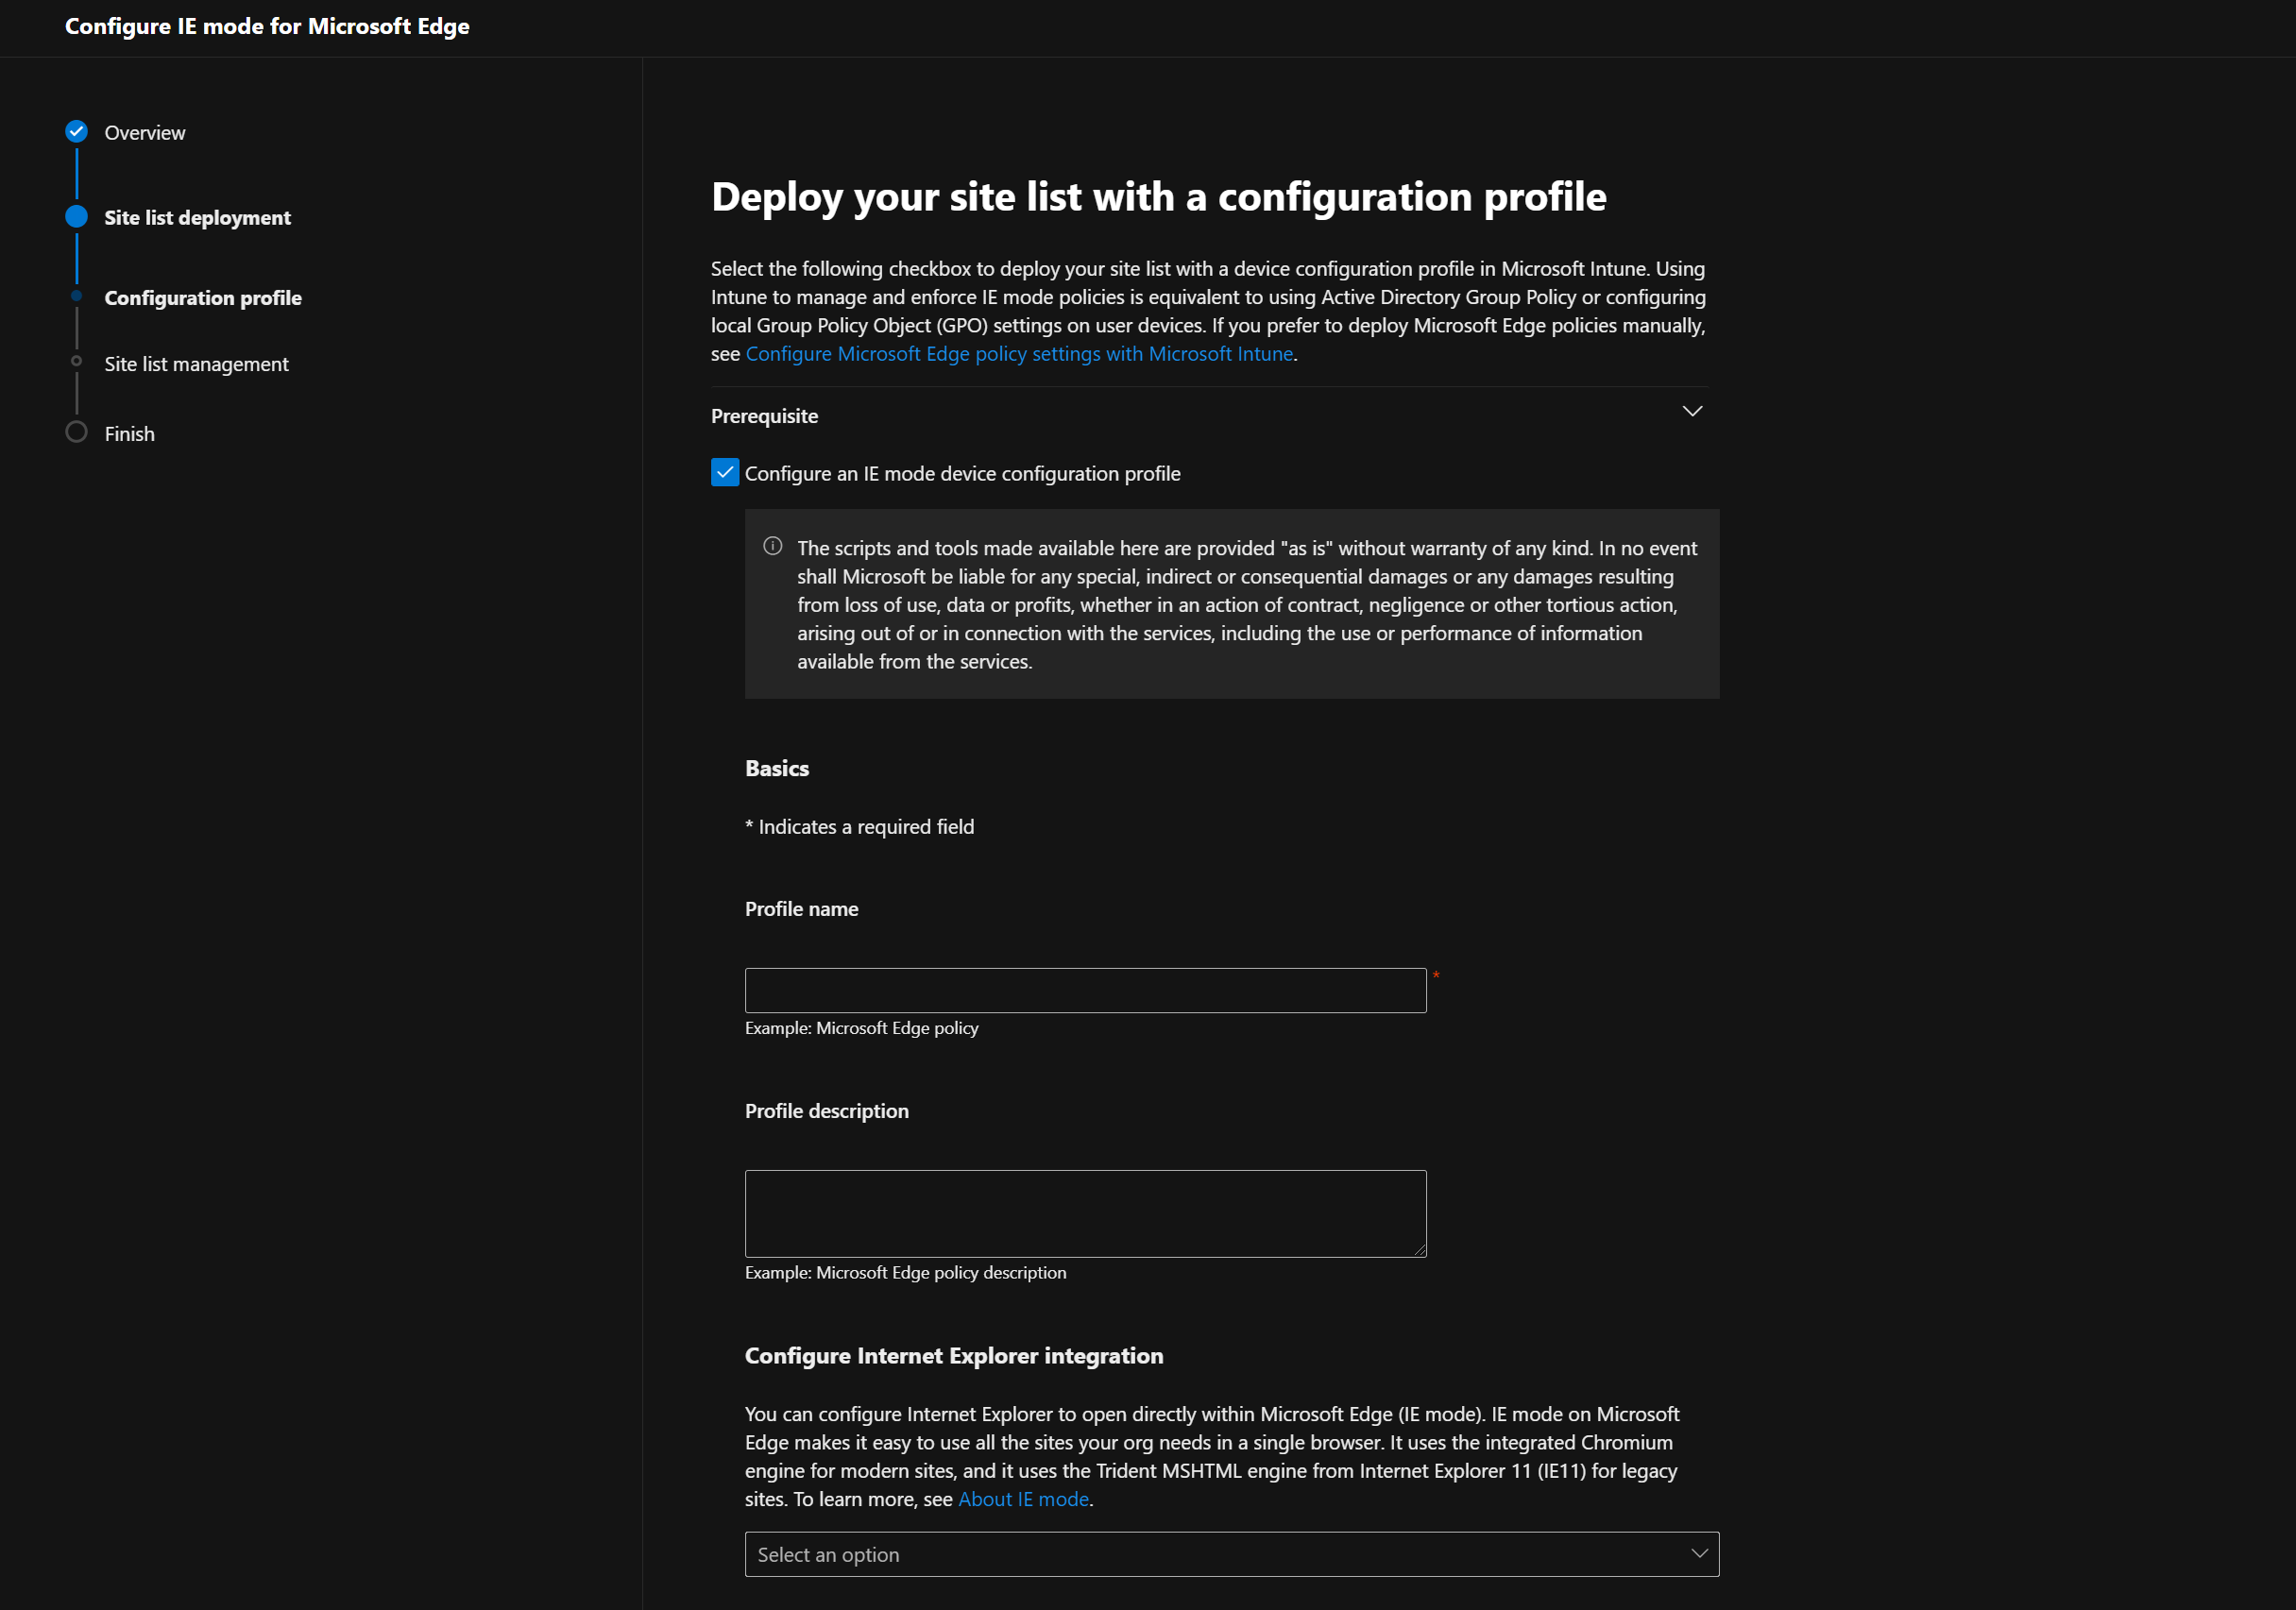 Configure IE mode for Microsoft Edge
Overview
Site list deployment
Configuration profile
Site list management
Finish
Deploy your site list with a configuration profile
Select the following checkbox to deploy your site list with a device configuration profile in Microsoft Intune. Using
Intune to manage and enforce IE mode policies is equivalent to using Active Directory Group Policy or configuring
local Group Policy Object (GPO) settings on user devices. If you prefer to deploy Microsoft Edge policies manually,
see Configure Microsoft Edge policy settings with Microsoft Intune.
Prerequisite
Configure an IE mode device configuration profile
The scripts and tools made available here are provided "as is" without warranty of any kind. In no event
shall Microsoft be liable for any special, indirect or consequential damages or any damages resulting
from loss of use, data or profits, whether in an action of contract, negligence or other tortious action,
arising out of or in connection with the services, including the use or performance of information
available from the services.
Basics
* Indicates a required field
Profile name
*
Example: Microsoft Edge policy
Profile description
Example: Microsoft Edge policy description
Configure Internet Explorer integration
You can configure Internet Explorer to open directly within Microsoft Edge (IE mode). IE mode on Microsoft
Edge makes it easy to use all the sites your org needs in a single browser. It uses the integrated Chromium
engine for modern sites, and it uses the Trident MSHTML engine from Internet Explorer 11 (IE11) for legacy
sites. To learn more, see About IE mode.
Select an option